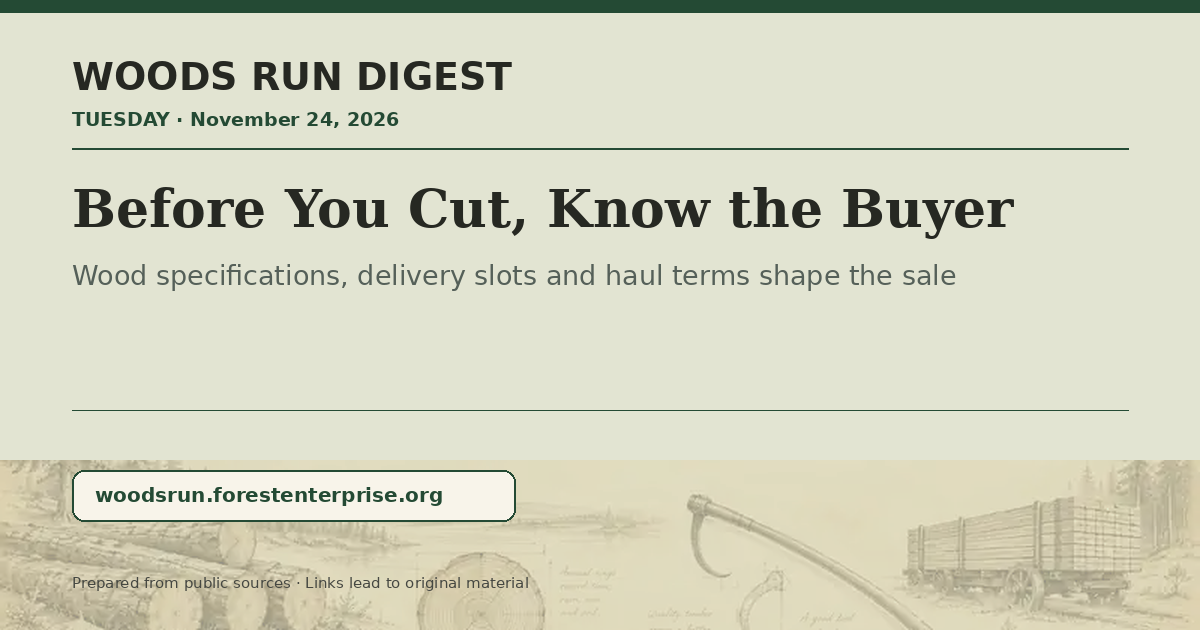 WOODS RUN DIGEST
TUESDAY · November 24, 2026
Before You Cut, Know the Buyer
Wood specifications, delivery slots and haul terms shape the sale
woodsrun.forestenterprise.org
Prepared from public sources · Links lead to original material